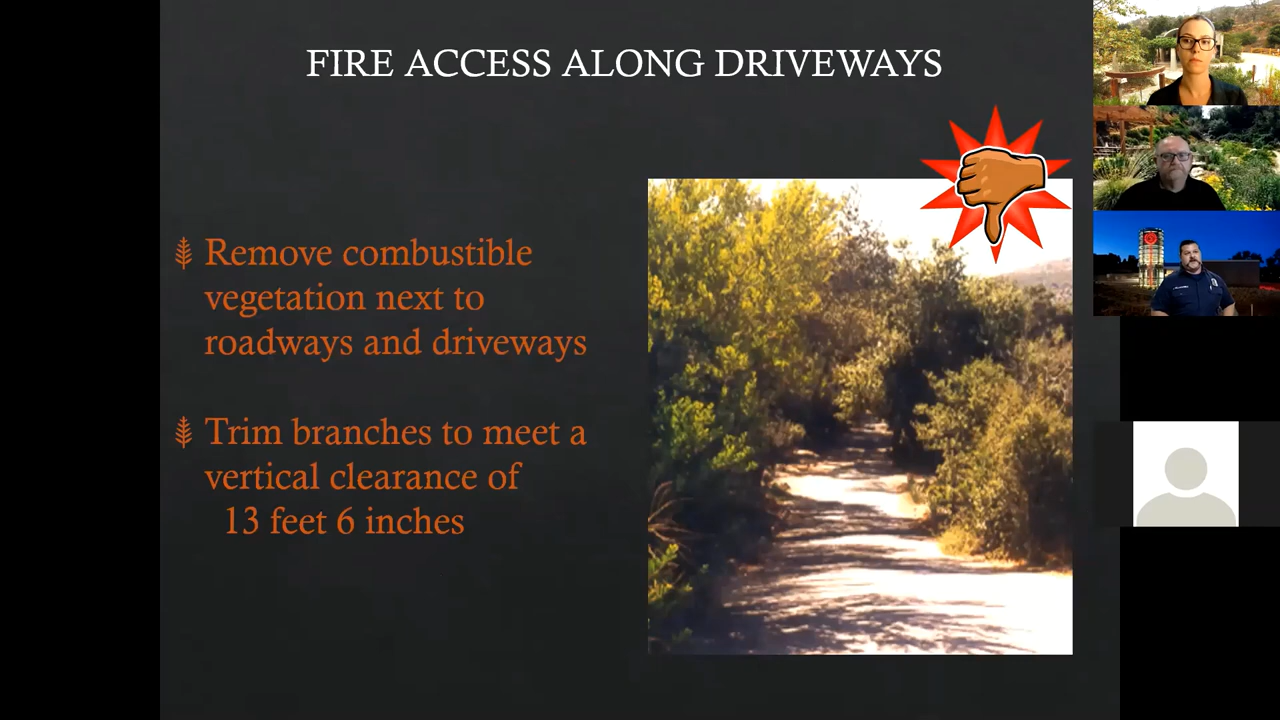 FIRE ACCESS ALONG DRIVEWAYS
Remove combustible
vegetation next to
roadways and driveways
Trim branches to meet a
vertical clearance of
13 feet 6 inches